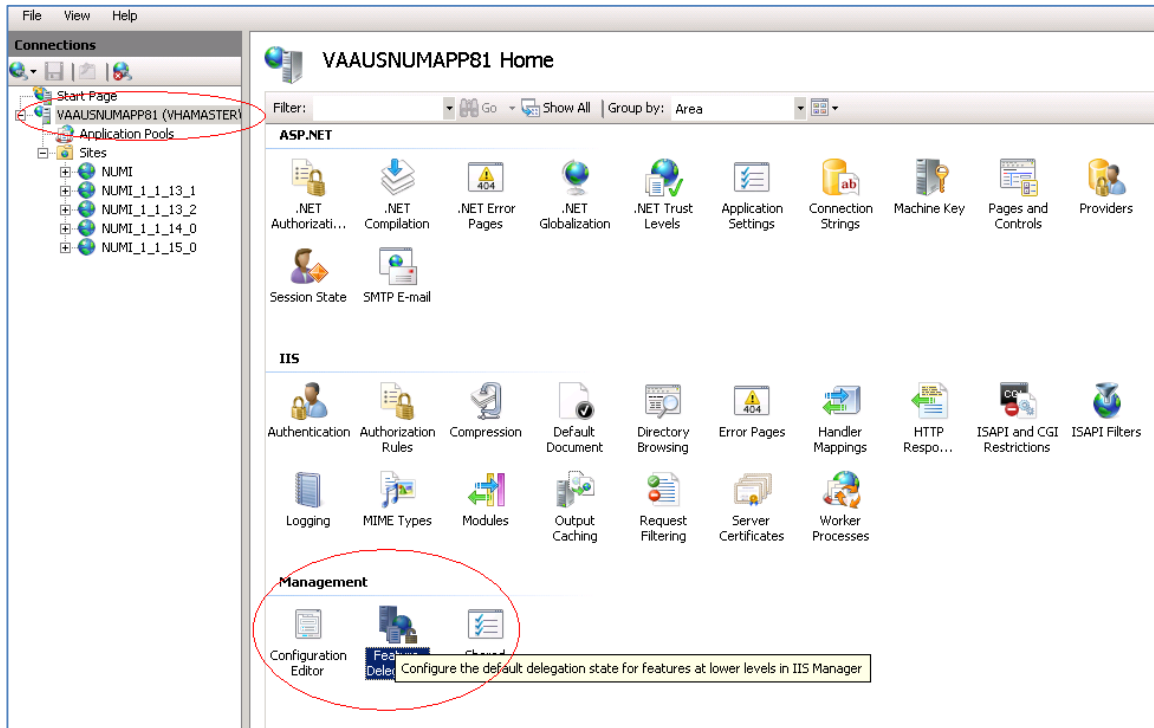 File View Help
Connections
VAAUSNUMAPP81 Home
Start Page
VAAUSNUMAPP81 (VHAMASTER\
Application Pools
Sites
NUMI
NUMI_1_1_13_1
NUMI_1_1_13_2
NUMI_1_1_14_0
NUMI_1_1_15_0
Filter: Go Show All Group by: Area
ASP.NET
.NET Authorizati...
.NET Compilation
.NET Error Pages
.NET Globalization
.NET Trust Levels
Application Settings
Connection Strings
Machine Key
Pages and Controls
Providers
Session State
SMTP E-mail
IIS
Authentication
Authorization Rules
Compression
Default Document
Directory Browsing
Error Pages
Handler Mappings
HTTP Respo...
ISAPI and CGI Restrictions
ISAPI Filters
Logging
MIME Types
Modules
Output Caching
Request Filtering
Server Certificates
Worker Processes
Management
Configuration Editor
Configure the default delegation state for features at lower levels in IIS Manager